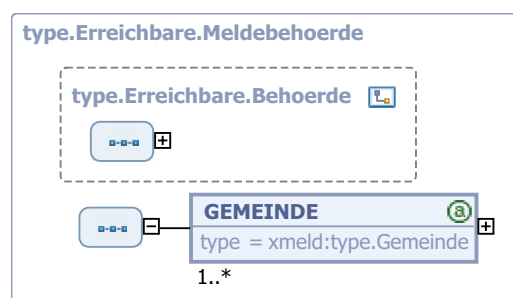 type.Erreichbare.Meldebehoerde
type.Erreichbare.Behoerde
GEMEINDE
type = xmeld:type.Gemeinde
1..*